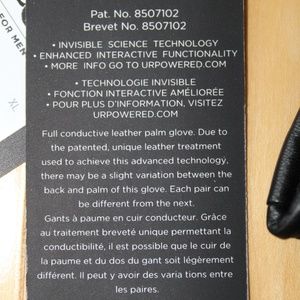 FOR MEN
XL
Pat. No. 8507102
Brevet No. 8507102
• INVISIBLE SCIENCE TECHNOLOGY
• ENHANCED INTERACTIVE FUNCTIONALITY
• MORE INFO GO TO URPOWERED.COM
• TECHNOLOGIE INVISIBLE
• FONCTION INTERACTIVE AMÉLIORÉE
• POUR PLUS D'INFORMATION, VISITEZ
URPOWERED.COM
Full conductive leather palm glove. Due to
the patented, unique leather treatment
used to achieve this advanced technology,
there may be a slight variation between the
back and palm of this glove. Each pair can
be different from the next.
Gants à paume en cuir conducteur. Grâce
au traitement breveté unique permettant la
conductibilité, il est possible que le cuir de
la paume et du dos du gant soit légèrement
différent. Il peut y avoir des varia tions entre
les paires.